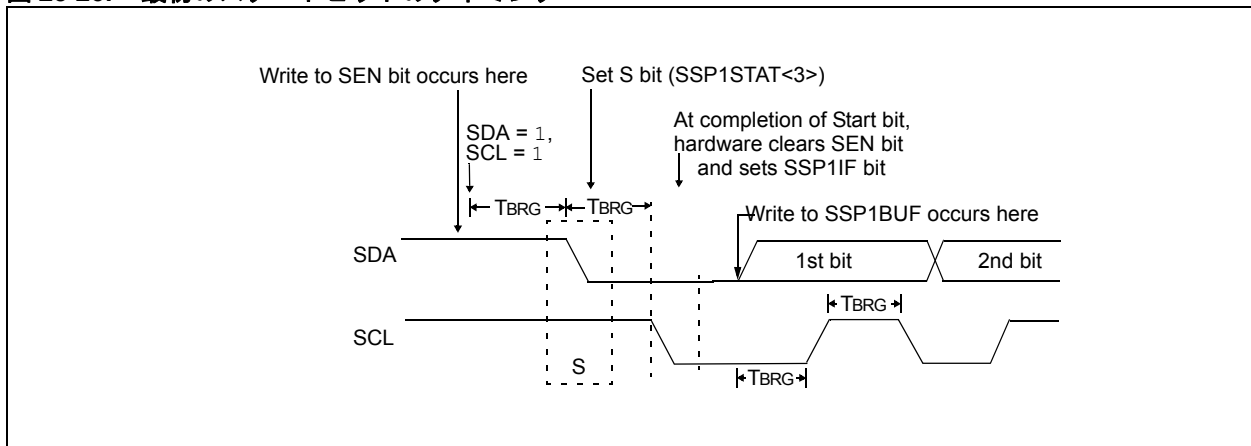 Write to SEN bit occurs here
Set S bit (SSP1STAT<3>)
SDA = 1,
SCL = 1
At completion of Start bit,
hardware clears SEN bit
and sets SSP1IF bit
TBRG
TBRG
Write to SSP1BUF occurs here
SDA
1st bit
2nd bit
TBRG
SCL
S
TBRG